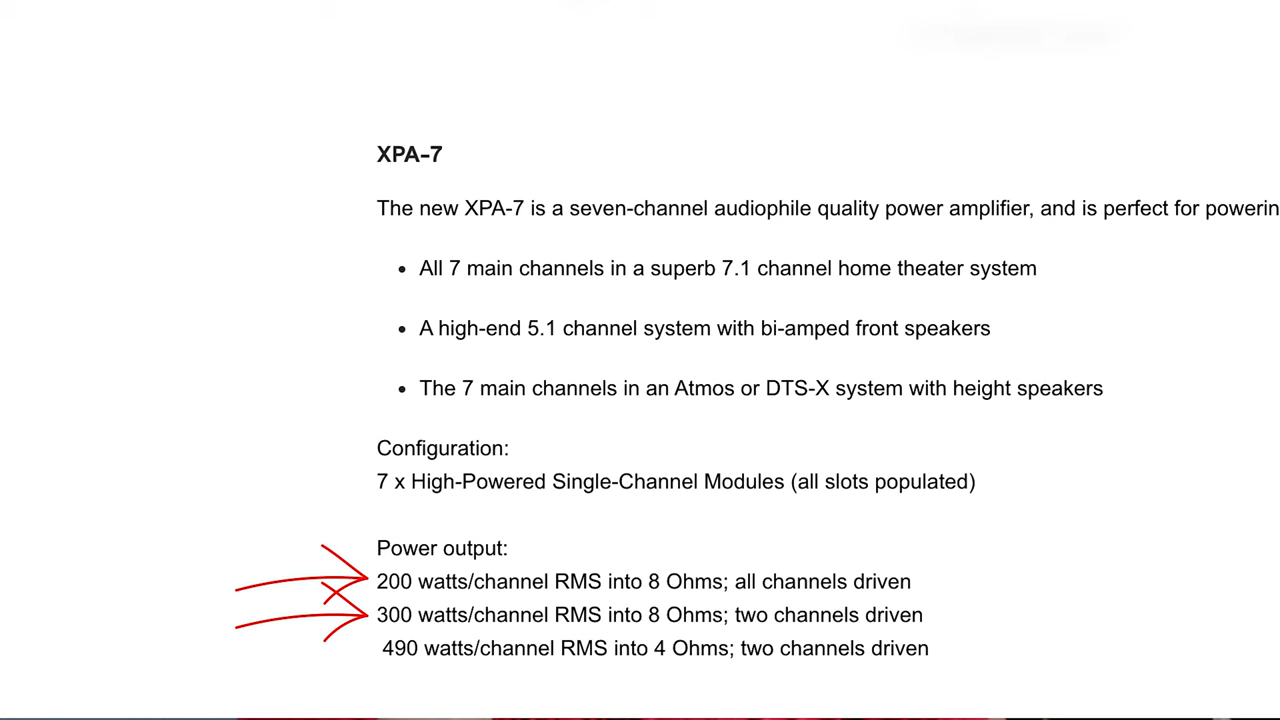 XPA-7
The new XPA-7 is a seven-channel audiophile quality power amplifier, and is perfect for
All 7 main channels in a superb 7.1 channel home theater system
A high-end 5.1 channel system with bi-amped front speakers
The 7 main channels in an Atmos or DTS-X system with height speakers
Configuration:
7 x High-Powered Single-Channel Modules (all slots populated)
Power output:
200 watts/channel RMS into 8 Ohms; all channels driven
300 watts/channel RMS into 8 Ohms; two channels driven
490 watts/channel RMS into 4 Ohms; two channels driven